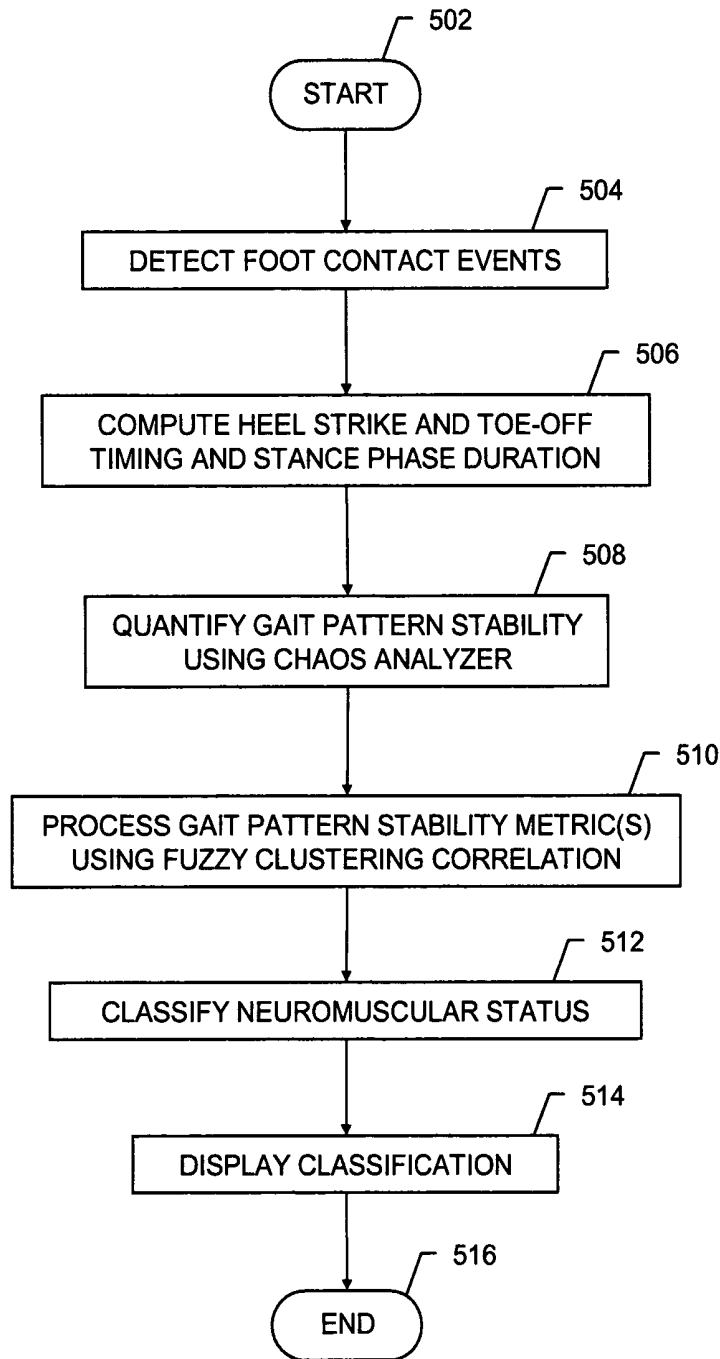 502
START
504
DETECT FOOT CONTACT EVENTS
506
COMPUTE HEEL STRIKE AND TOE-OFF
TIMING AND STANCE PHASE DURATION
508
QUANTIFY GAIT PATTERN STABILITY
USING CHAOS ANALYZER
510
PROCESS GAIT PATTERN STABILITY METRIC(S)
USING FUZZY CLUSTERING CORRELATION
512
CLASSIFY NEUROMUSCULAR STATUS
514
DISPLAY CLASSIFICATION
516
END